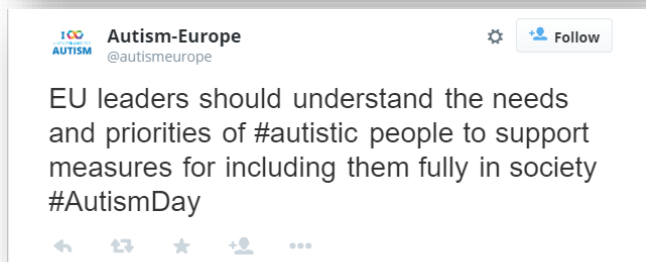 Autism-Europe
@autismeurope
Follow
AUTISM
EU leaders should understand the needs
and priorities of #autistic people to support
measures for including them fully in society
#AutismDay